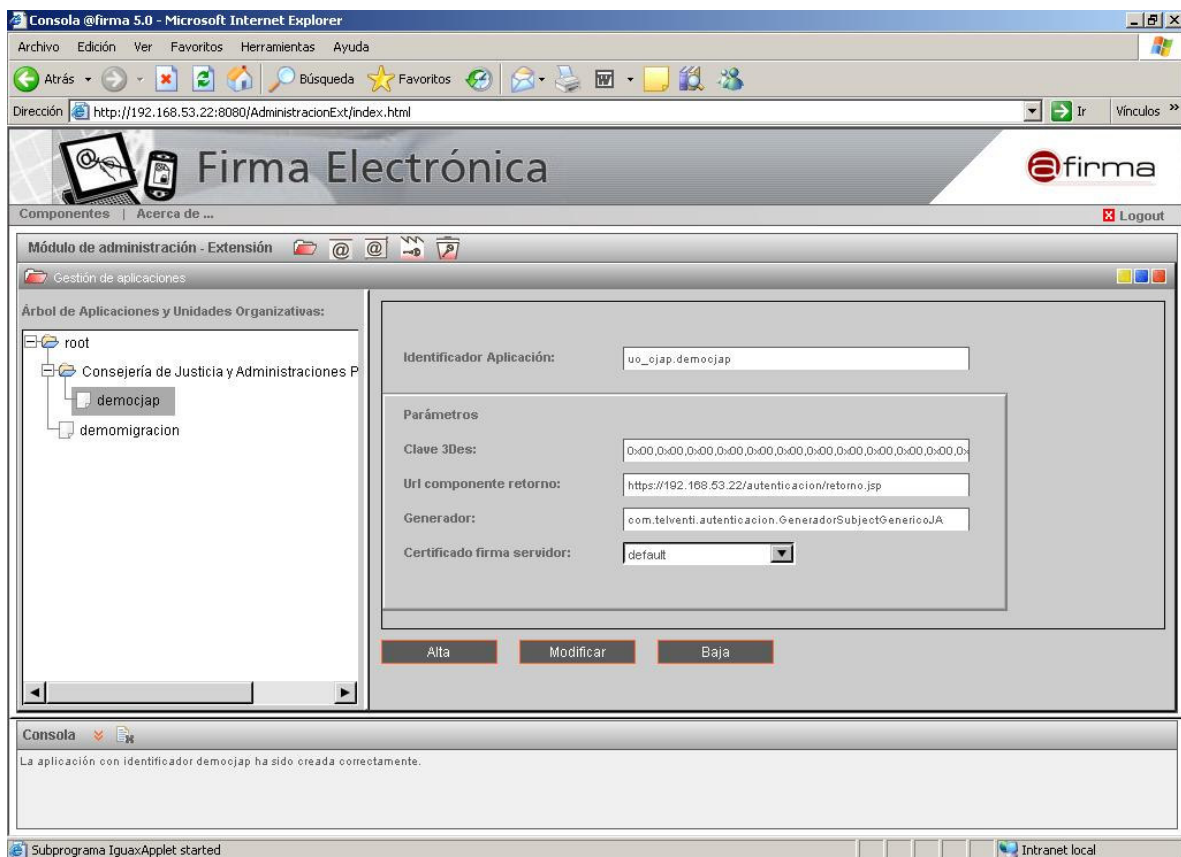 Consola @firma 5.0 - Microsoft Internet Explorer
Archivo Edición Ver Favoritos Herramientas Ayuda
Atrás Búsqueda Favoritos
Dirección http://192.168.53.22:8080/AdministracionExt/index.html Ir Vínculos »
Firma Electrónica
@firma
Componentes | Acerca de ... Logout
Módulo de administración - Extensión
Gestión de aplicaciones
Árbol de Aplicaciones y Unidades Organizativas:
root
Consejería de Justicia y Administraciones P
democjap
demomigracion
Identificador Aplicación: uo_cjap.democjap
Parámetros
Clave 3Des: 0x00,0x00,0x00,0x00,0x00,0x00,0x00,0x00,0x00,0x00,0x00,0x
Url componente retorno: https://192.168.53.22/autenticacion/retorno.jsp
Generador: com.telventi.autenticacion.GeneradorSubjectGenericoJA
Certificado firma servidor: default
Alta Modificar Baja
Consola
La aplicación con identificador democjap ha sido creada correctamente.
Subprograma IguaxApplet started Intranet local